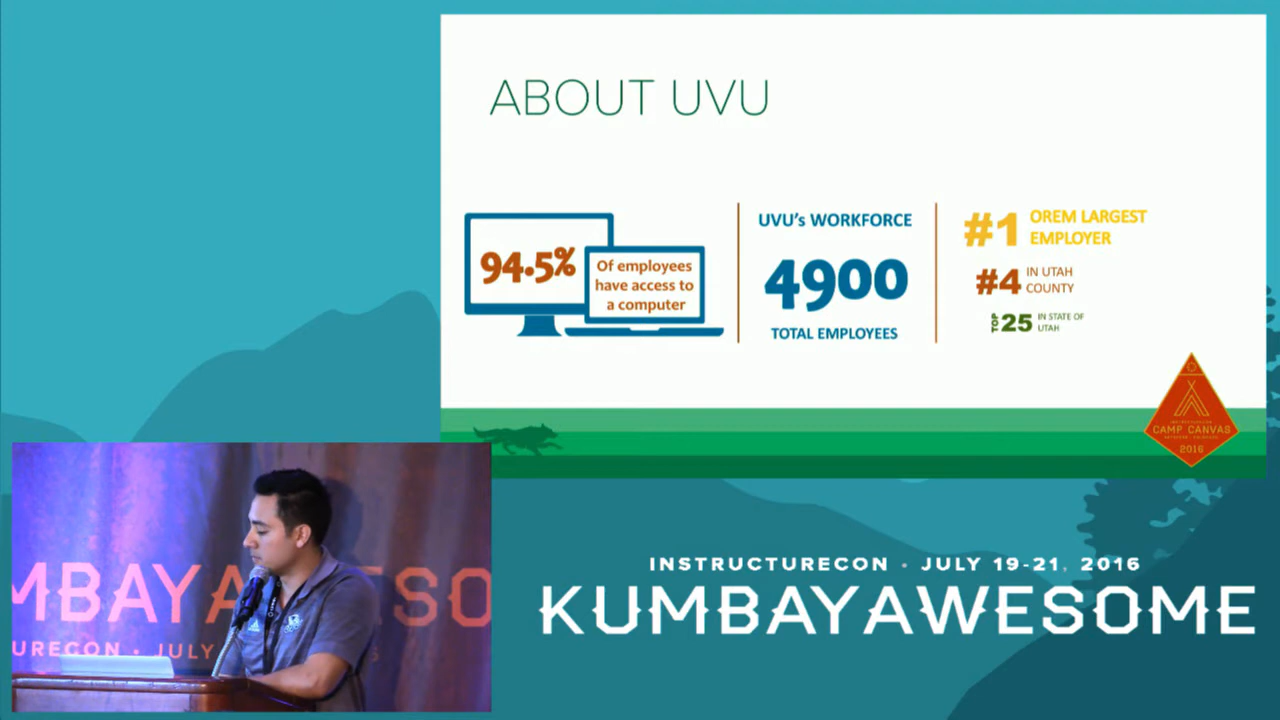 ABOUT UVU
94.5%
Of employees
have access to
a computer
UVU's WORKFORCE
4900
TOTAL EMPLOYEES
#1 OREM LARGEST
EMPLOYER
#4 IN UTAH
COUNTY
TOP 25 IN STATE OF
UTAH
CAMP CANVAS
2016
MBAYAWESO
TURECON • JULY
INSTRUCTURECON • JULY 19-21, 2016
KUMBAYAWESOME